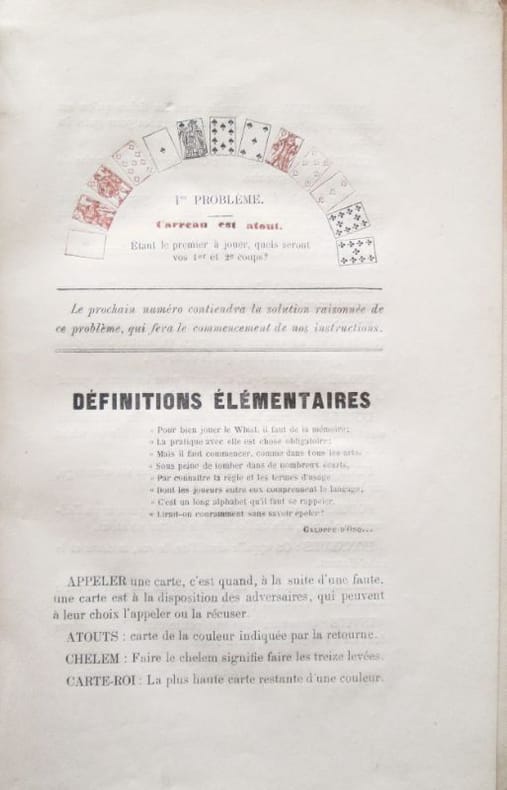 1er PROBLÈME.
Carreau est atout.
Étant le premier à jouer, quels seront
vos 1er et 2e coups?
Le prochain numéro contiendra la solution raisonnée de
ce problème, qui fera le commencement de nos instructions.
DÉFINITIONS ÉLÉMENTAIRES
« Pour bien jouer le Whist, il faut de la mémoire;
« La pratique avec elle est chose obligatoire;
« Mais il faut commencer, comme dans tous les arts,
« Sous peine de tomber dans de nombreux écarts,
« Par connaître la règle et les termes d'usage
« Dont les joueurs entre eux comprennent le langage;
« C'est un long alphabet qu'il faut se rappeler.
« Lirait-on couramment sans savoir épeler?
APPELER une carte, c'est quand, à la suite d'une faute,
une carte est à la disposition des adversaires, qui peuvent
à leur choix l'appeler ou la récuser.
ATOUTS : carte de la couleur indiquée par la retourne.
CHELEM : Faire le chelem signifie faire les treize levées.
CARTE-ROI : La plus haute carte restante d'une couleur.